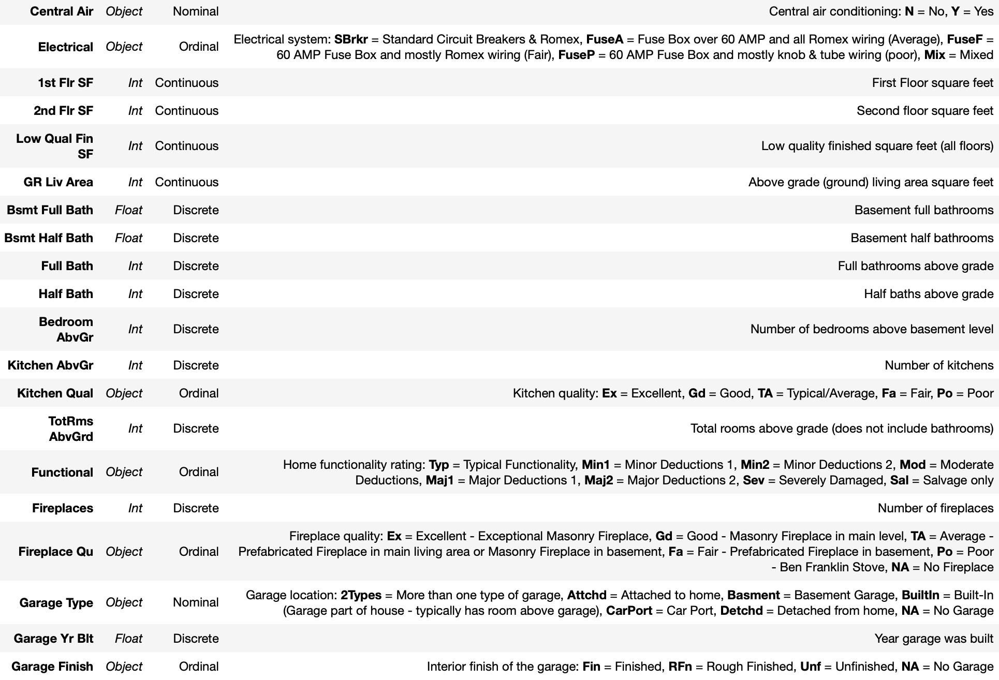 Central Air Object Nominal Central air conditioning: N = No, Y = Yes
Electrical Object Ordinal Electrical system: SBrkr = Standard Circuit Breakers & Romex, FuseA = Fuse Box over 60 AMP and all Romex wiring (Average), FuseF =
60 AMP Fuse Box and mostly Romex wiring (Fair), FuseP = 60 AMP Fuse Box and mostly knob & tube wiring (poor), Mix = Mixed
1st Flr SF Int Continuous First Floor square feet
2nd Flr SF Int Continuous Second floor square feet
Low Qual Fin
SF Int Continuous Low quality finished square feet (all floors)
GR Liv Area Int Continuous Above grade (ground) living area square feet
Bsmt Full Bath Float Discrete Basement full bathrooms
Bsmt Half Bath Float Discrete Basement half bathrooms
Full Bath Int Discrete Full bathrooms above grade
Half Bath Int Discrete Half baths above grade
Bedroom
AbvGr Int Discrete Number of bedrooms above basement level
Kitchen AbvGr Int Discrete Number of kitchens
Kitchen Qual Object Ordinal Kitchen quality: Ex = Excellent, Gd = Good, TA = Typical/Average, Fa = Fair, Po = Poor
TotRms
AbvGrd Int Discrete Total rooms above grade (does not include bathrooms)
Functional Object Ordinal Home functionality rating: Typ = Typical Functionality, Min1 = Minor Deductions 1, Min2 = Minor Deductions 2, Mod = Moderate
Deductions, Maj1 = Major Deductions 1, Maj2 = Major Deductions 2, Sev = Severely Damaged, Sal = Salvage only
Fireplaces Int Discrete Number of fireplaces
Fireplace Qu Object Ordinal Fireplace quality: Ex = Excellent - Exceptional Masonry Fireplace, Gd = Good - Masonry Fireplace in main level, TA = Average -
Prefabricated Fireplace in main living area or Masonry Fireplace in basement, Fa = Fair - Prefabricated Fireplace in basement, Po = Poor
- Ben Franklin Stove, NA = No Fireplace
Garage Type Object Nominal Garage location: 2Types = More than one type of garage, Attchd = Attached to home, Basment = Basement Garage, BuiltIn = Built-In
(Garage part of house - typically has room above garage), CarPort = Car Port, Detchd = Detached from home, NA = No Garage
Garage Yr Blt Float Discrete Year garage was built
Garage Finish Object Ordinal Interior finish of the garage: Fin = Finished, RFn = Rough Finished, Unf = Unfinished, NA = No Garage